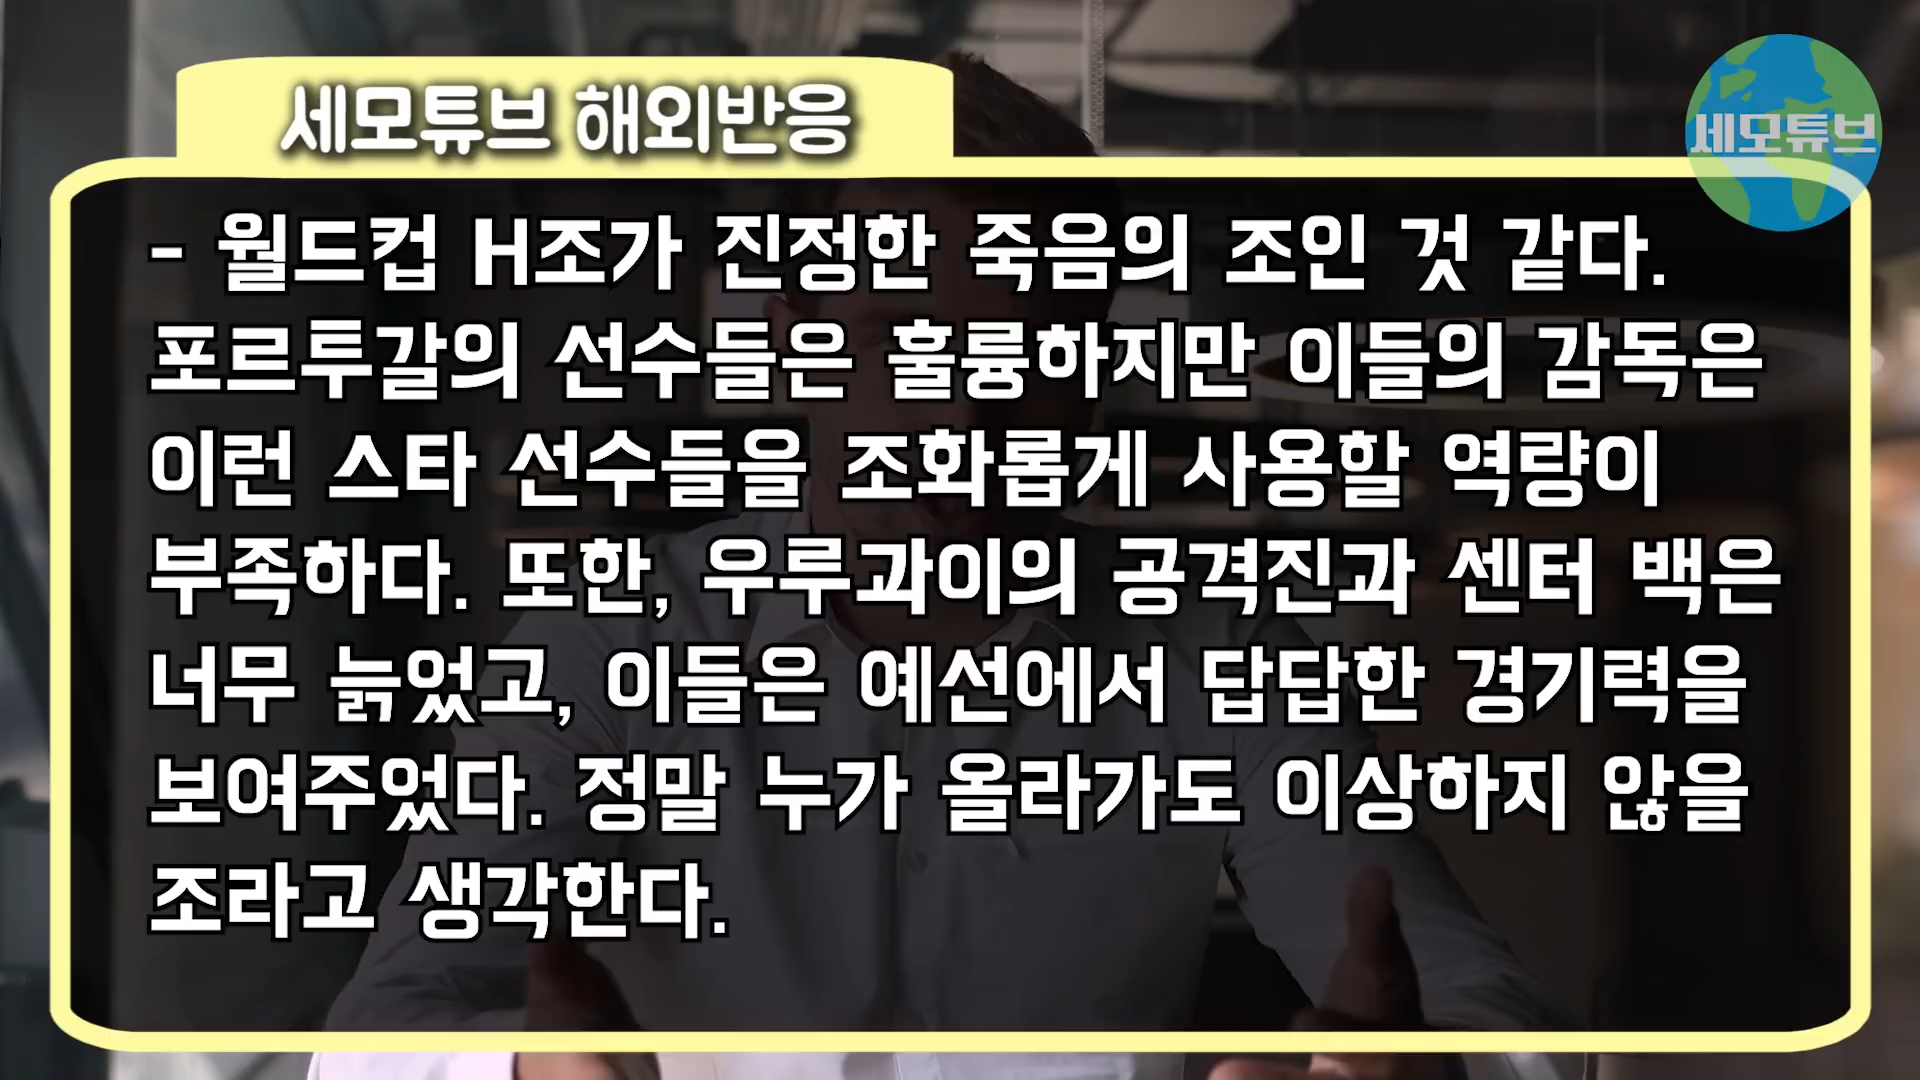 세모튜브 해외반응
세모튜브
- 월드컵 H조가 진정한 죽음의 조인 것 같다.
포르투갈의 선수들은 훌륭하지만 이들의 감독은
이런 스타 선수들을 조화롭게 사용할 역량이
부족하다. 또한, 우루과이의 공격진과 센터 백은
너무 늙었고, 이들은 예선에서 답답한 경기력을
보여주었다. 정말 누가 올라가도 이상하지 않을
조라고 생각한다.